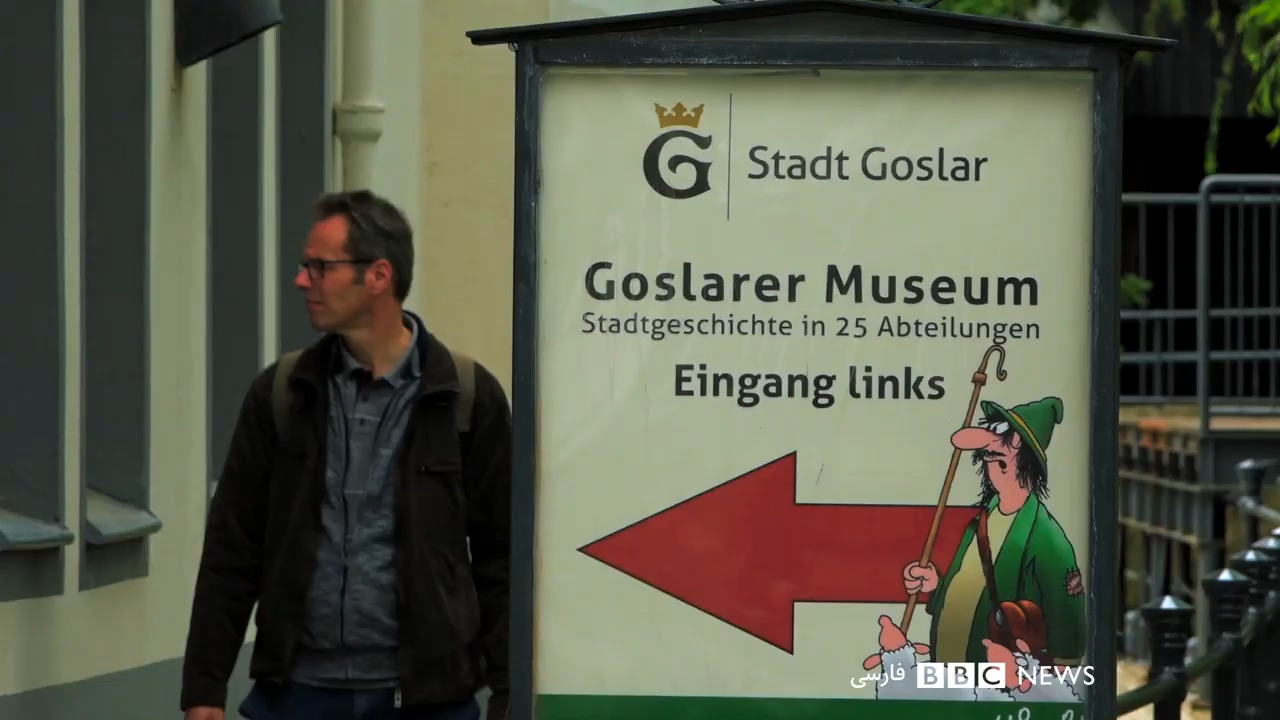 G Stadt Goslar
Goslarer Museum
Stadtgeschichte in 25 Abteilungen
Eingang links
BBC NEWS فارسی